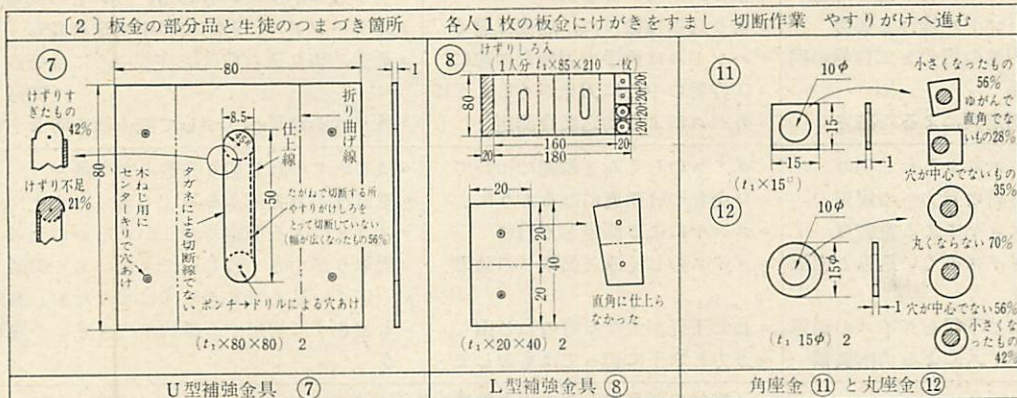 〔2〕板金の部分品と生徒のつまづき箇所　各人1枚の板金にけがきをすまし　切断作業　やすりがけへ進む
⑦
80
1
けずりす
ぎたもの
42%
けずり不足
21%
80
8.5
50
折り曲げ線
仕上線
タガネによる切断線でない
木ねじ用に
センターキリで穴あけ
たがねで切断する所
やすりがけしろを
とって切断していない
(幅が広くなったもの56%)
ポンチ→ドリルによる穴あけ
(t₁×80×80) 2
U型補強金具 ⑦
⑧
けずりしろ入
(1人分 t₁×85×210 一枚)
80
20
160
180
20
20
20
20
20
20
20
20
40
直角に仕上ら
なかった
(t₁×20×40) 2
L型補強金具 ⑧
⑪
10φ
15
15
1
(t₁×15□)
小さくなったもの
56%
ゆがんで
直角でな
いもの28%
穴が中心でないもの
35%
⑫
10φ
15φ
1
(t₁ 15φ) 2
丸くならない 70%
穴が中心でない56%
小さくな
ったもの
42%
角座金 ⑪ と丸座金 ⑫